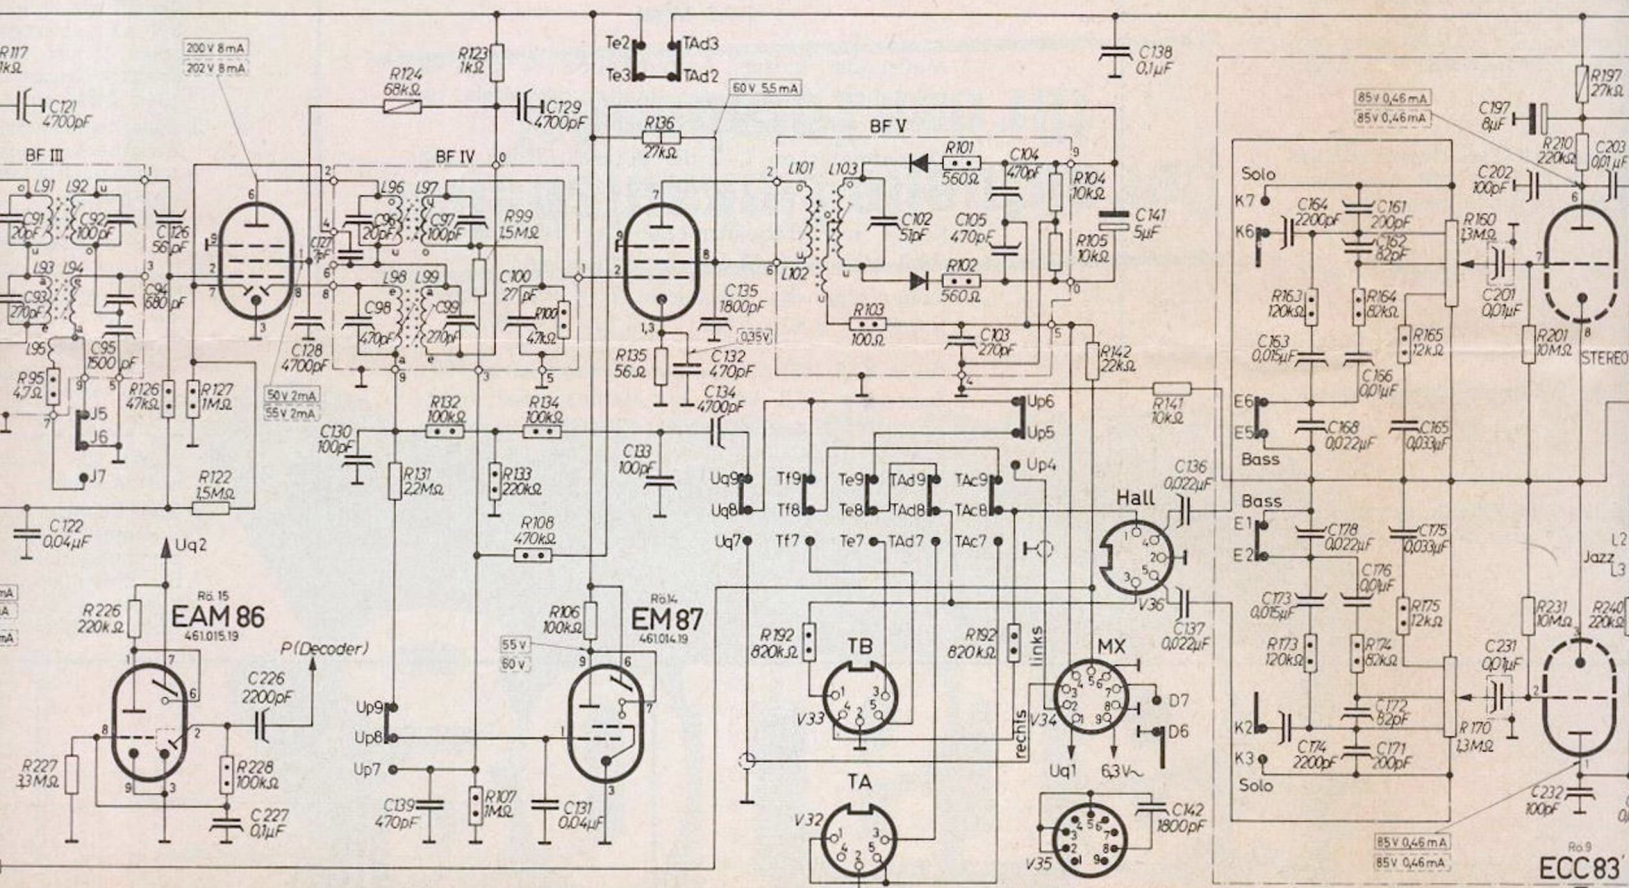 R117
1kΩ
C121
4700pF
BF III
L91
L92
C91
20pF
C92
100pF
L93
L94
C93
270pF
C94
680pF
C95
1500pF
L95
R95
4,7Ω
J5
J6
J7
C122
0,04µF
C126
56pF
R126
47kΩ
R127
1MΩ
R122
1,5MΩ
Uq2
200V 8mA
202V 8mA
50V 2mA
55V 2mA
R124
68kΩ
R123
1kΩ
C129
4700pF
C128
4700pF
BF IV
L96
L97
C96
20pF
C97
100pF
L98
L99
C98
470pF
C99
270pF
R99
1,5MΩ
C100
27pF
R100
47kΩ
C130
100pF
R132
100kΩ
R134
100kΩ
R131
2,2MΩ
R133
220kΩ
R108
470kΩ
C133
100pF
C134
4700pF
Te2
Te3
TAd3
TAd2
60V 5,5mA
R136
27kΩ
R135
56Ω
C132
470pF
0,35V
C135
1800pF
BF V
L101
L103
L102
R101
560Ω
C104
470pF
R104
10kΩ
C102
51pF
C105
470pF
R105
10kΩ
R102
560Ω
R103
100Ω
C103
270pF
C141
5µF
C138
0,1µF
R142
22kΩ
R141
10kΩ
Up6
Up5
Up4
Uq9
Uq8
Uq7
Tf9
Tf8
Tf7
Te9
Te8
Te7
TAd9
TAd8
TAd7
TAc9
TAc8
TAc7
Hall
C136
0,022µF
V36
C137
0,022µF
links
rechts
R192
820kΩ
R192
820kΩ
TB
V33
TA
V32
MX
V34
D7
D6
Uq1
6,3V~
C142
1800pF
V35
Rö. 15
EAM 86
461.015.19
R226
220kΩ
R227
3,3MΩ
R228
100kΩ
C226
2200pF
C227
0,1µF
P(Decoder)
Rö.14
EM 87
461.014.19
R106
100kΩ
55V
60V
Up9
Up8
Up7
C139
470pF
R107
1MΩ
C131
0,04µF
Solo
K7
K6
C164
2200pF
C161
200pF
C162
82pF
R160
1,3MΩ
R163
120kΩ
R164
82kΩ
R165
12kΩ
C163
0,015µF
C166
0,01µF
E6
E5
C168
0,022µF
C165
0,033µF
Bass
Bass
E1
E2
C178
0,022µF
C175
0,033µF
C176
0,01µF
C173
0,015µF
R173
120kΩ
R174
82kΩ
R175
12kΩ
C172
82pF
C171
200pF
C174
2200pF
R170
1,3MΩ
K2
K3
Solo
85V 0,46mA
85V 0,46mA
C197
8µF
R197
27kΩ
R210
220kΩ
C203
0,01µF
C202
100pF
C201
0,01µF
R201
10MΩ
STEREO
Jazz
R231
10MΩ
R240
220kΩ
C231
0,01µF
C232
100pF
85V 0,46mA
85V 0,46mA
Rö.9
ECC83